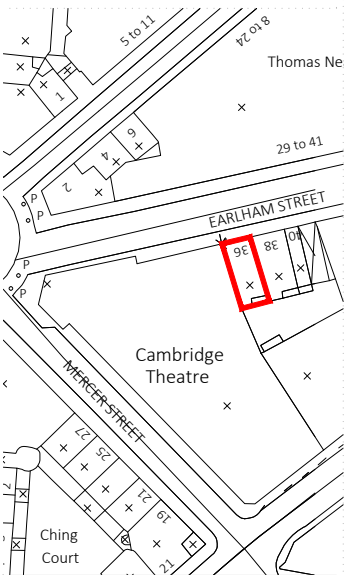 5 to 11
8 to 24
Thomas Ne
1
6
4
2
29 to 41
P
P
EARLHAM STREET
36
38
40
P
P
Cambridge
Theatre
MERCER STREET
27
25
21
19
21
7
Ching
Court